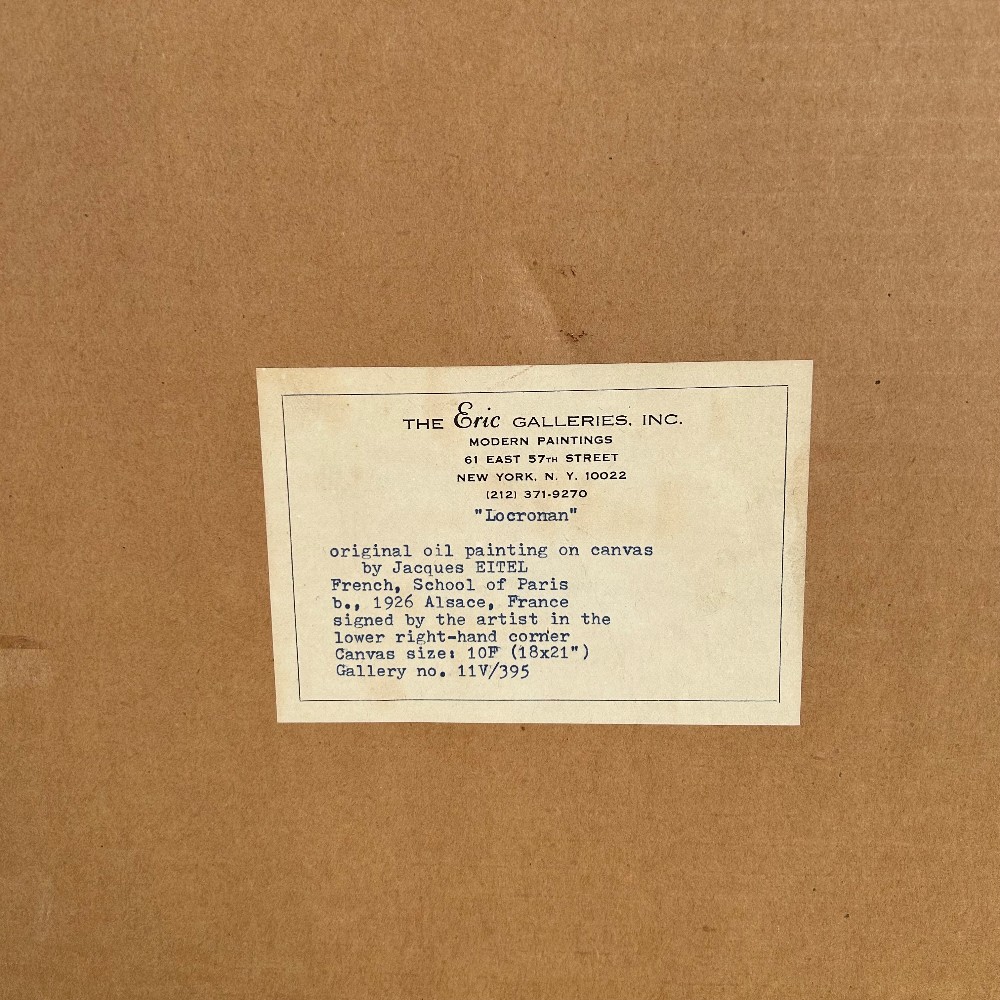 THE Eric GALLERIES, INC.
MODERN PAINTINGS
61 EAST 57TH STREET
NEW YORK, N. Y. 10022
(212) 371-9270
"Locronan"
original oil painting on canvas
by Jacques EITEL
French, School of Paris
b., 1926 Alsace, France
signed by the artist in the
lower right-hand corner
Canvas size: 10F (18x21")
Gallery no. 11V/395